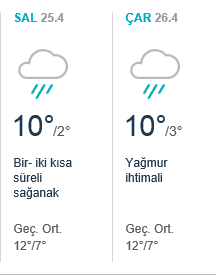 SAL 25.4
10°/2°
Bir- iki kısa
süreli
sağanak
Geç. Ort.
12°/7°
ÇAR 26.4
10°/3°
Yağmur
ihtimali
Geç. Ort.
12°/7°